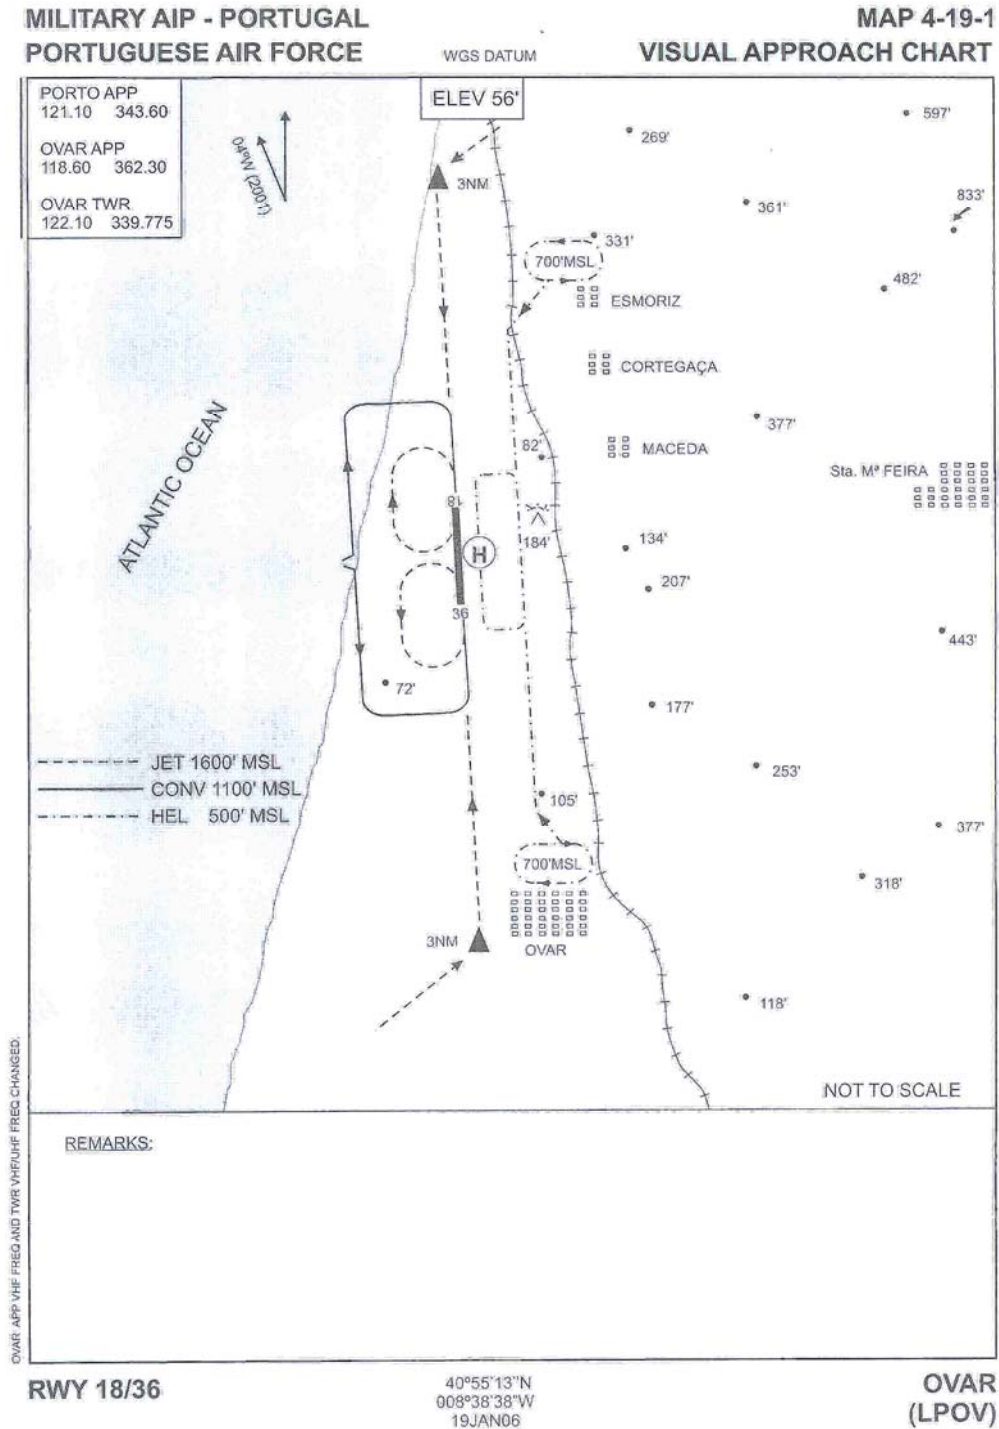 MILITARY AIP - PORTUGAL
PORTUGUESE AIR FORCE
WGS DATUM
MAP 4-19-1
VISUAL APPROACH CHART
PORTO APP
121.10 343.60
OVAR APP
118.60 362.30
OVAR TWR
122.10 339.775
04ºW (2001)
ELEV 56'
3NM
269'
597'
361'
833'
331'
700'MSL
482'
ESMORIZ
CORTEGAÇA
377'
ATLANTIC OCEAN
82'
MACEDA
Sta. Mª FEIRA
18
H
184'
134'
207'
36
443'
72'
177'
JET 1600' MSL
CONV 1100' MSL
HEL 500' MSL
253'
105'
377'
700'MSL
318'
3NM
OVAR
118'
NOT TO SCALE
REMARKS:
OVAR: APP VHF FREQ AND TWR VHF/UHF FREQ CHANGED.
RWY 18/36
40º55'13"N
008º38'38"W
19JAN06
OVAR
(LPOV)